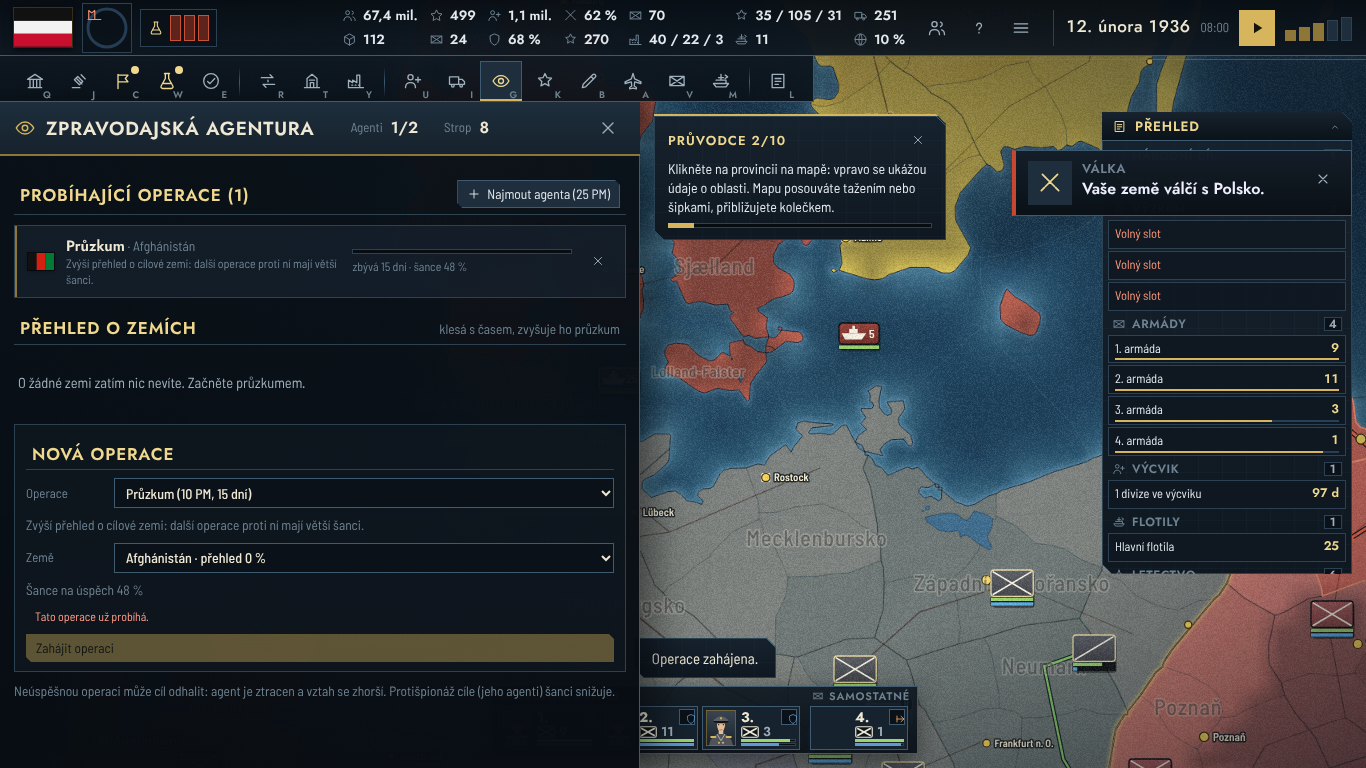 67,4 mil. 499 1,1 mil. 62 % 70 35 / 105 / 31 251
112 24 68 % 270 40 / 22 / 3 11 10 %
? 12. února 1936 08:00
Q J C W E R T Y U I G K B A V M L
ZPRAVODAJSKÁ AGENTURA Agenti 1/2 Strop 8
PROBÍHAJÍCÍ OPERACE (1) Najmout agenta (25 PM)
Průzkum · Afghánistán
Zvýší přehled o cílové zemi: další operace proti ní mají větší
šanci.
zbývá 15 dní · šance 48 %
PŘEHLED O ZEMÍCH klesá s časem, zvyšuje ho průzkum
O žádné zemi zatím nic nevíte. Začněte průzkumem.
NOVÁ OPERACE
Operace Průzkum (10 PM, 15 dní)
Zvýší přehled o cílové zemi: další operace proti ní mají větší šanci.
Země Afghánistán · přehled 0 %
Šance na úspěch 48 %
Tato operace už probíhá.
Zahájit operaci
Neúspěšnou operaci může cíl odhalit: agent je ztracen a vztah se zhorší. Protišpionáž cíle (jeho agenti) šanci snižuje.
PRŮVODCE 2/10
Klikněte na provincii na mapě: vpravo se ukážou
údaje o oblasti. Mapu posouváte tažením nebo
šipkami, přibližujete kolečkem.
PŘEHLED
VÁLKA
Vaše země válčí s Polsko.
Volný slot
Volný slot
Volný slot
ARMÁDY 4
1. armáda 9
2. armáda 11
3. armáda 3
4. armáda 1
VÝCVIK 1
1 divize ve výcviku 97 d
FLOTILY 1
Hlavní flotila 25
Sjælland
5
Lolland-Falster
Rostock
Lübeck
Mecklenbursko
Poznaň
Poznaň
Frankfurt n. O.
Operace zahájena.
SAMOSTATNÉ
2. 11
3. 3
4. 1